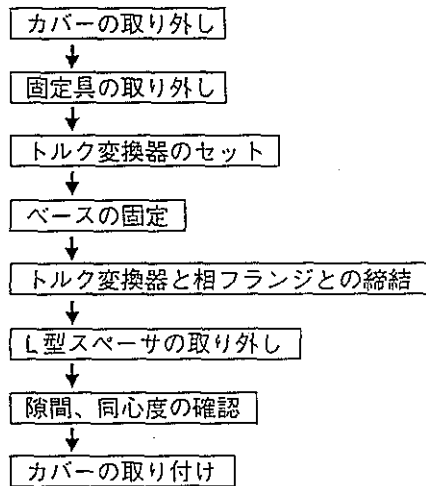 カバーの取り外し
固定具の取り外し
トルク変換器のセット
ベースの固定
トルク変換器と相フランジとの締結
L型スペーサの取り外し
隙間、同心度の確認
カバーの取り付け